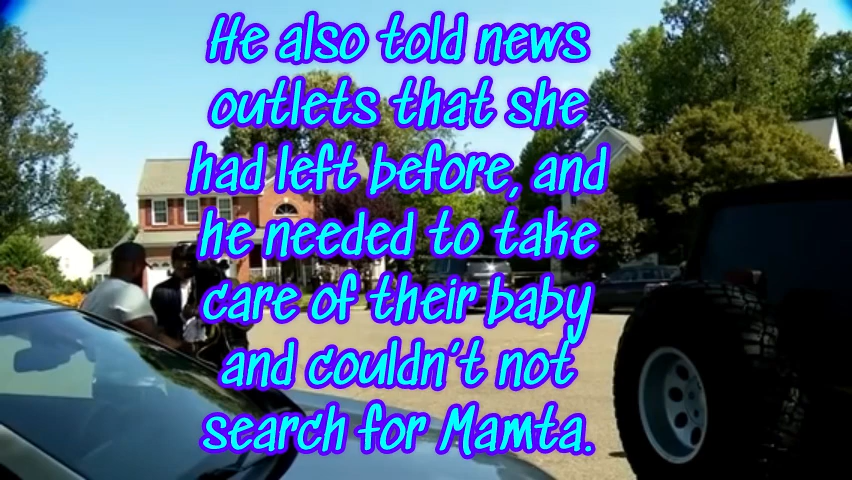 He also told news
outlets that she
had left before, and
he needed to take
care of their baby
and couldn't not
search for Mamta.